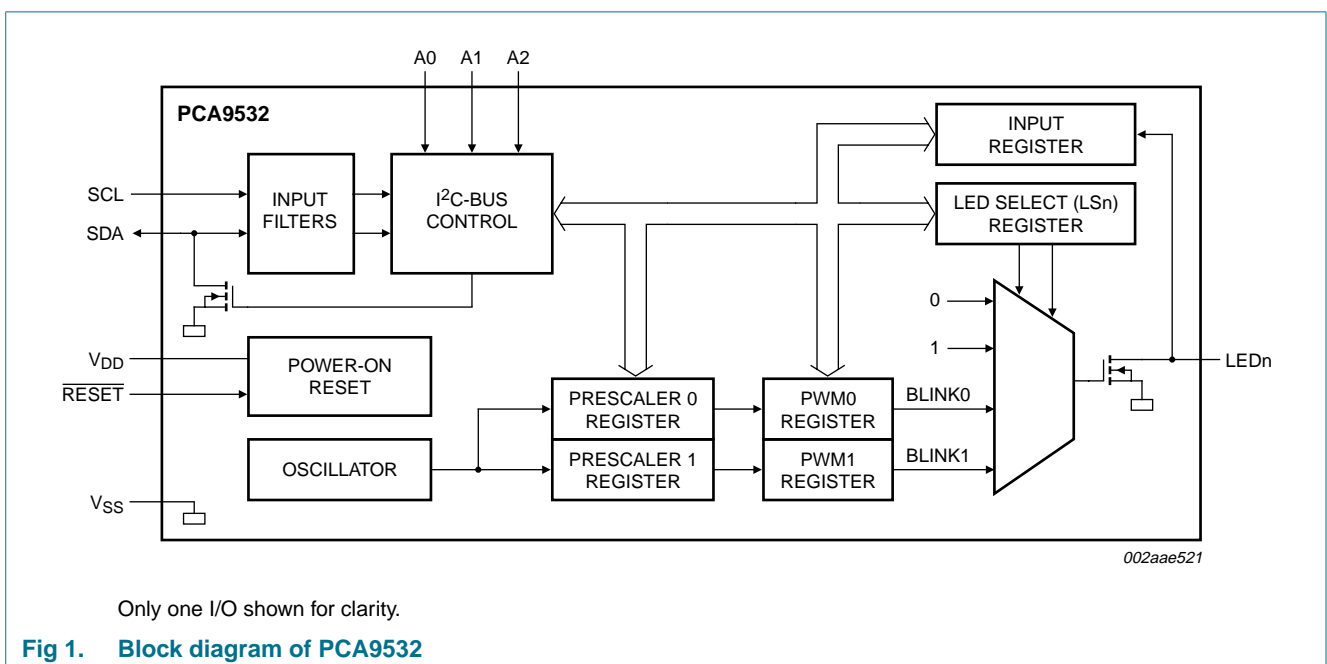 A0 A1 A2
PCA9532
INPUT
REGISTER
SCL
SDA
INPUT
FILTERS
I2C-BUS
CONTROL
LED SELECT (LSn)
REGISTER
0
1
VDD
RESET
POWER-ON
RESET
LEDn
PRESCALER 0
REGISTER
PWM0
REGISTER
BLINK0
OSCILLATOR
PRESCALER 1
REGISTER
PWM1
REGISTER
BLINK1
VSS
002aae521
Only one I/O shown for clarity.
Fig 1. Block diagram of PCA9532